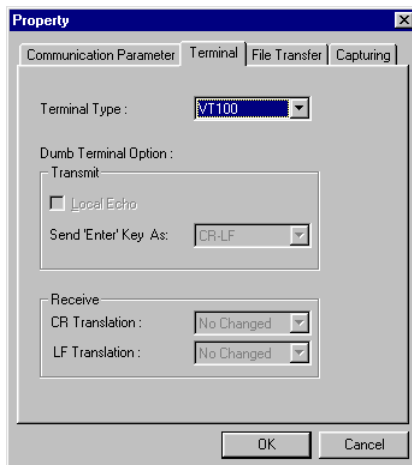 Property
Communication Parameter Terminal File Transfer Capturing
Terminal Type : VT100
Dumb Terminal Option :
Transmit
Local Echo
Send 'Enter' Key As: CR-LF
Receive
CR Translation : No Changed
LF Translation : No Changed
OK Cancel